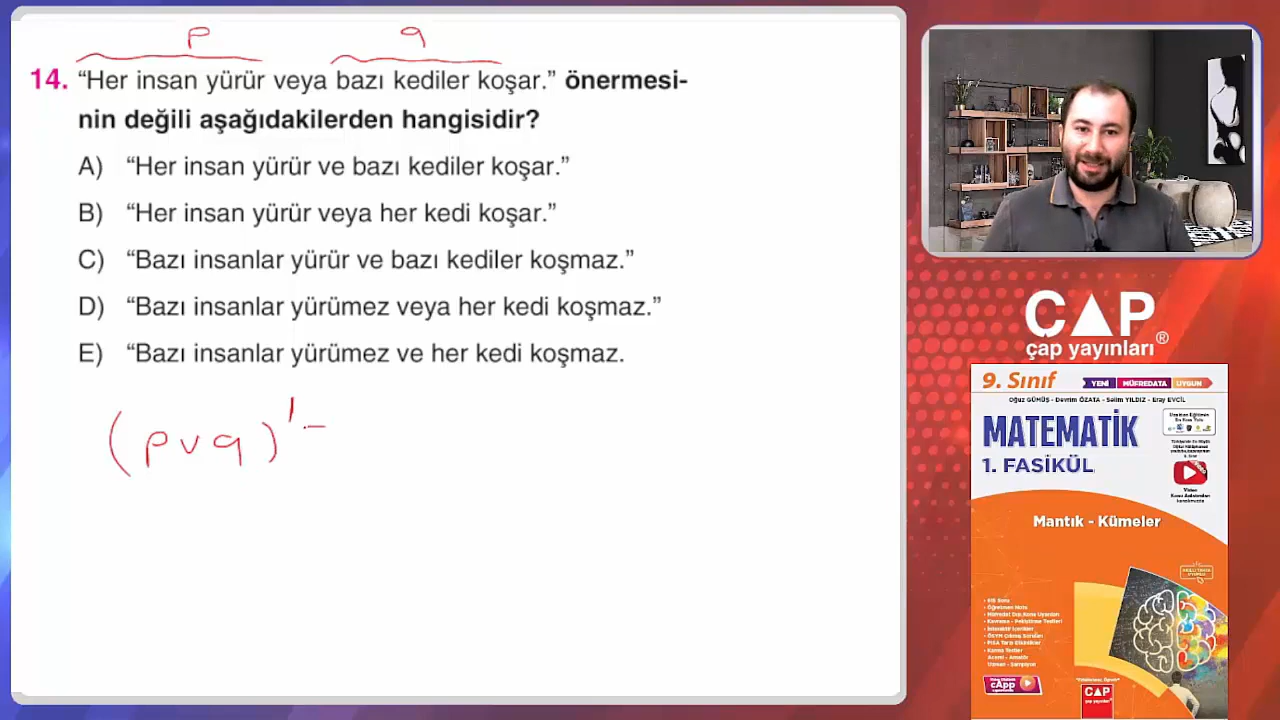 p q
14. “Her insan yürür veya bazı kediler koşar.” önermesi-
nin değili aşağıdakilerden hangisidir?
A) “Her insan yürür ve bazı kediler koşar.”
B) “Her insan yürür veya her kedi koşar.”
C) “Bazı insanlar yürür ve bazı kediler koşmaz.”
D) “Bazı insanlar yürümez veya her kedi koşmaz.”
E) “Bazı insanlar yürümez ve her kedi koşmaz.
(p v q)' -
ÇAP®
çap yayınları
9. Sınıf
YENİ MÜFREDATA UYGUN
Oğuz GÜMÜŞ - Devrim ÖZATA - Selim YILDIZ - Eray EVCİL
MATEMATİK
1. FASİKÜL
Mantık - Kümeler
ÇAP